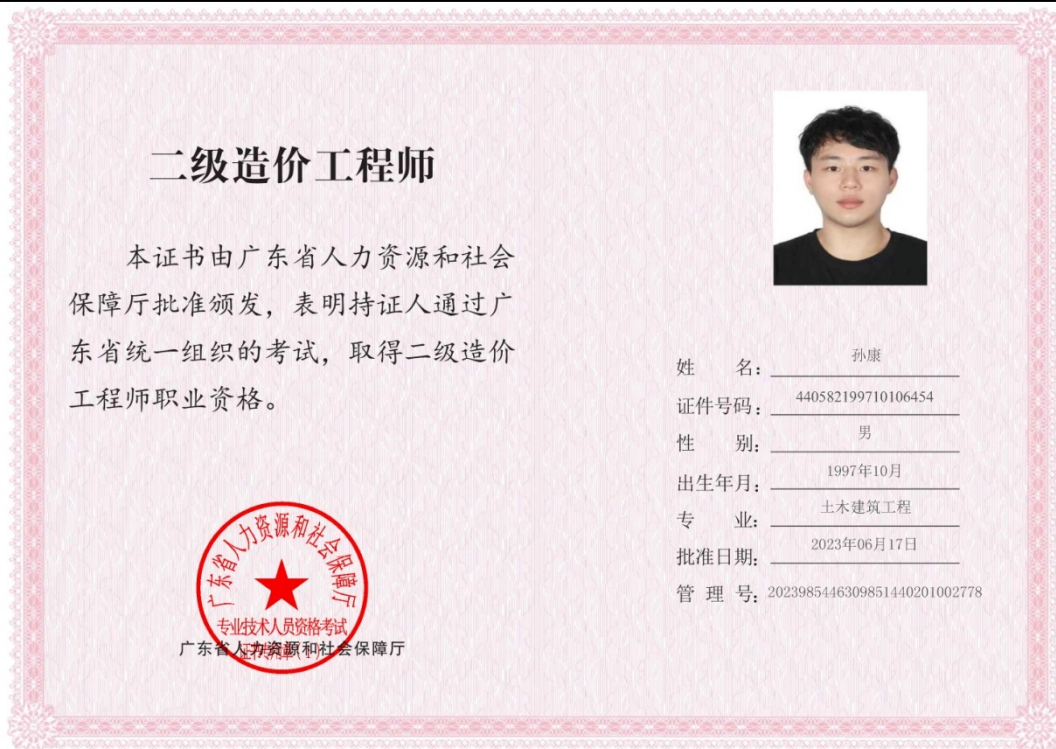 二级造价工程师
本证书由广东省人力资源和社会
保障厅批准颁发，表明持证人通过广
东省统一组织的考试，取得二级造价
工程师职业资格。
姓 名：孙康
证件号码：440582199710106454
性 别：男
出生年月：1997年10月
专 业：土木建筑工程
批准日期：2023年06月17日
管 理 号：20239854463098514402010027​78
广东省人力资源和社会保障厅
专业技术人员资格考试
广东省人力资源和社会保障厅